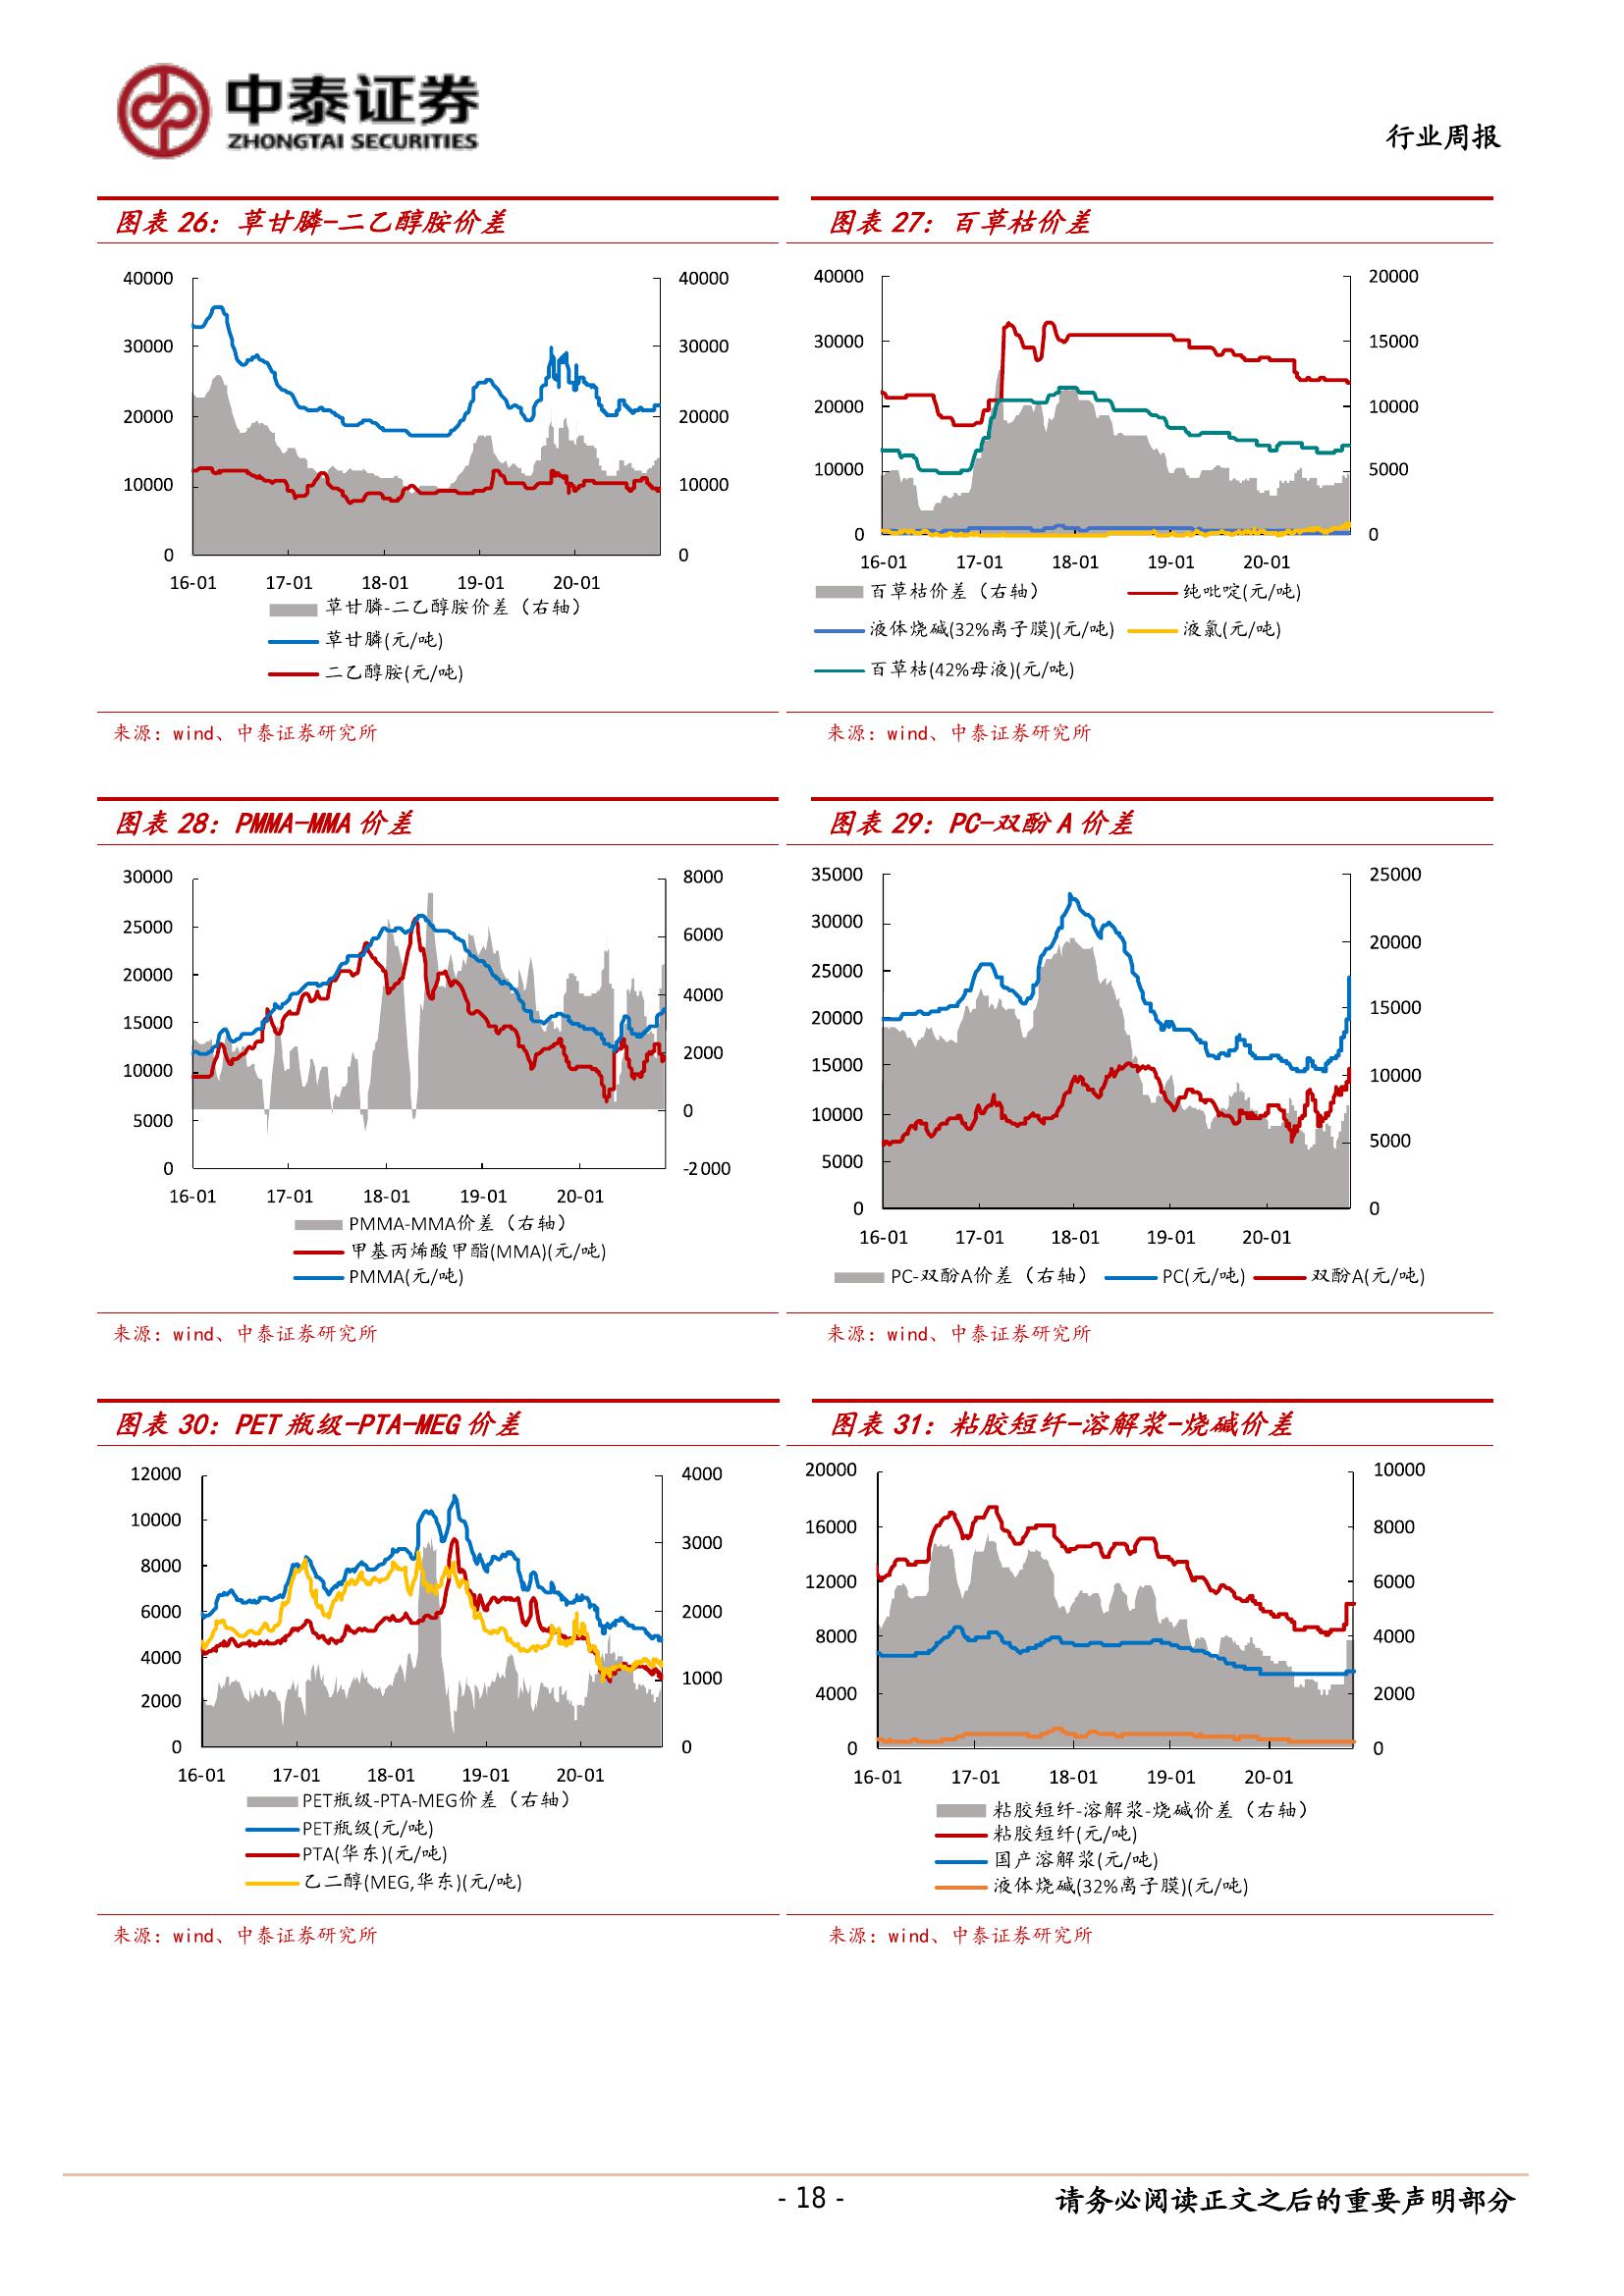 中泰证券
ZHONGTAI SECURITIES
行业周报
图表 26：草甘膦-二乙醇胺价差
40000
30000
20000
10000
0
40000
30000
20000
10000
0
16-01 17-01 18-01 19-01 20-01
草甘膦-二乙醇胺价差（右轴）
草甘膦(元/吨)
二乙醇胺(元/吨)
来源：wind、中泰证券研究所
图表 27：百草枯价差
40000
30000
20000
10000
0
20000
15000
10000
5000
0
16-01 17-01 18-01 19-01 20-01
百草枯价差（右轴） 纯吡啶(元/吨)
液体烧碱(32%离子膜)(元/吨) 液氯(元/吨)
百草枯(42%母液)(元/吨)
来源：wind、中泰证券研究所
图表 28：PMMA-MMA 价差
30000
25000
20000
15000
10000
5000
0
8000
6000
4000
2000
0
-2000
16-01 17-01 18-01 19-01 20-01
PMMA-MMA价差（右轴）
甲基丙烯酸甲酯(MMA)(元/吨)
PMMA(元/吨)
来源：wind、中泰证券研究所
图表 29：PC-双酚 A 价差
35000
30000
25000
20000
15000
10000
5000
0
25000
20000
15000
10000
5000
0
16-01 17-01 18-01 19-01 20-01
PC-双酚A价差（右轴） PC(元/吨) 双酚A(元/吨)
来源：wind、中泰证券研究所
图表 30：PET 瓶级-PTA-MEG 价差
12000
10000
8000
6000
4000
2000
0
4000
3000
2000
1000
0
16-01 17-01 18-01 19-01 20-01
PET瓶级-PTA-MEG价差（右轴）
PET瓶级(元/吨)
PTA(华东)(元/吨)
乙二醇(MEG,华东)(元/吨)
来源：wind、中泰证券研究所
图表 31：粘胶短纤-溶解浆-烧碱价差
20000
16000
12000
8000
4000
0
10000
8000
6000
4000
2000
0
16-01 17-01 18-01 19-01 20-01
粘胶短纤-溶解浆-烧碱价差（右轴）
粘胶短纤(元/吨)
国产溶解浆(元/吨)
液体烧碱(32%离子膜)(元/吨)
来源：wind、中泰证券研究所
- 18 -
请务必阅读正文之后的重要声明部分